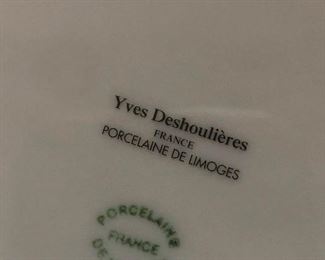 Yves Deshoulières
FRANCE
PORCELAINE DE LIMOGES
PORCELAINE
FRANCE